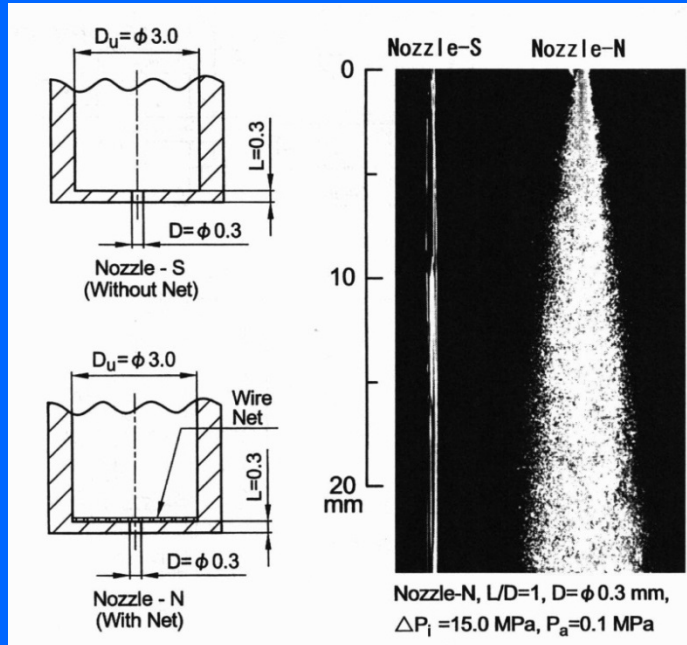 Dᵤ=φ3.0
L=0.3
D=φ0.3
Nozzle - S
(Without Net)
Dᵤ=φ3.0
Wire
Net
L=0.3
D=φ0.3
Nozzle - N
(With Net)
Nozzle-S Nozzle-N
0
10
20
mm
Nozzle-N, L/D=1, D=φ0.3 mm,
△Pᵢ =15.0 MPa, Pₐ=0.1 MPa